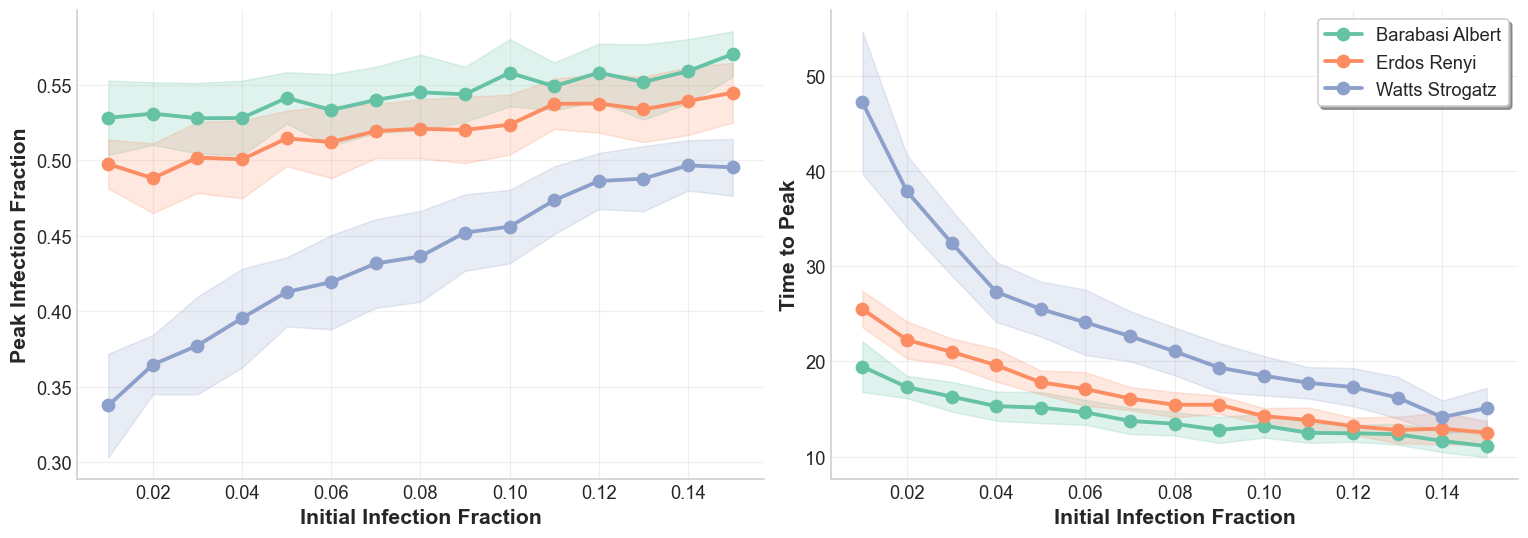 Peak Infection Fraction
0.55
0.50
0.45
0.40
0.35
0.30
0.02 0.04 0.06 0.08 0.10 0.12 0.14
Initial Infection Fraction
Time to Peak
50
40
30
20
10
0.02 0.04 0.06 0.08 0.10 0.12 0.14
Initial Infection Fraction
Barabasi Albert
Erdos Renyi
Watts Strogatz